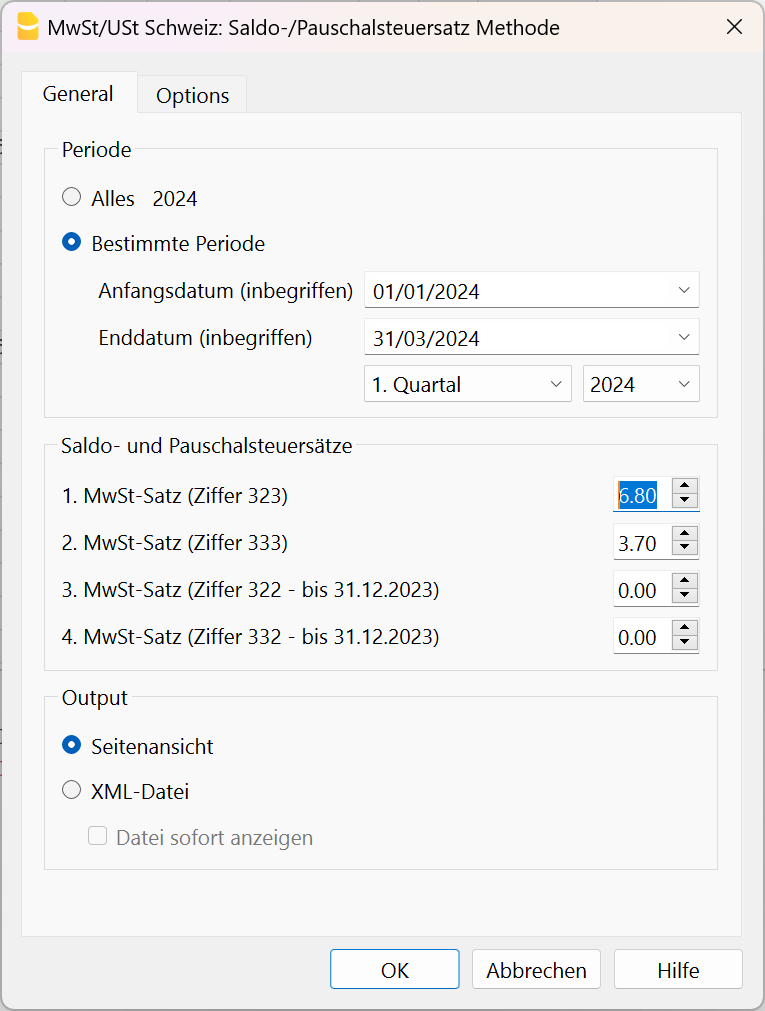 MwSt/USt Schweiz: Saldo-/Pauschalsteuersatz Methode
General
Options
Periode
Alles 2024
Bestimmte Periode
Anfangsdatum (inbegriffen) 01/01/2024
Enddatum (inbegriffen) 31/03/2024
1. Quartal 2024
Saldo- und Pauschalsteuersätze
1. MwSt-Satz (Ziffer 323) 6.80
2. MwSt-Satz (Ziffer 333) 3.70
3. MwSt-Satz (Ziffer 322 - bis 31.12.2023) 0.00
4. MwSt-Satz (Ziffer 332 - bis 31.12.2023) 0.00
Output
Seitenansicht
XML-Datei
Datei sofort anzeigen
OK Abbrechen Hilfe